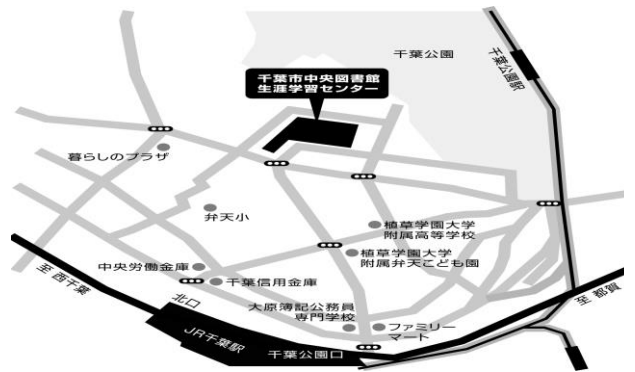 千葉公園
千葉公園駅
千葉市中央図書館
生涯学習センター
暮らしのプラザ
弁天小
植草学園大学
附属高等学校
植草学園大学
附属弁天こども園
中央労働金庫
千葉信用金庫
至 西千葉
北口
大原簿記公務員
専門学校
ファミリー
マート
至 都賀
JR千葉駅
千葉公園口